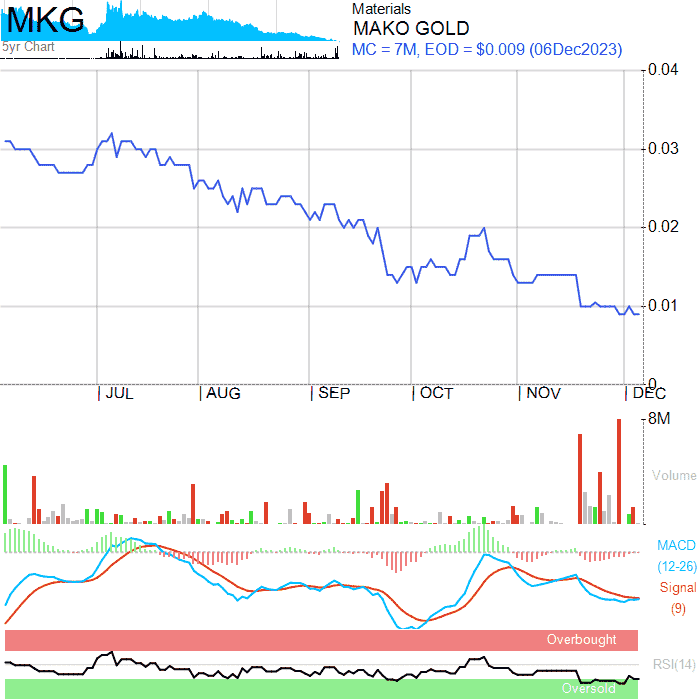 MKG
5yr Chart
Materials
MAKO GOLD
MC = 7M, EOD = $0.009 (06Dec2023)
0.04
0.03
0.02
0.01
0
JUL
AUG
SEP
OCT
NOV
DEC
8M
Volume
MACD
(12-26)
Signal
(9)
Overbought
RSI(14)
Oversold